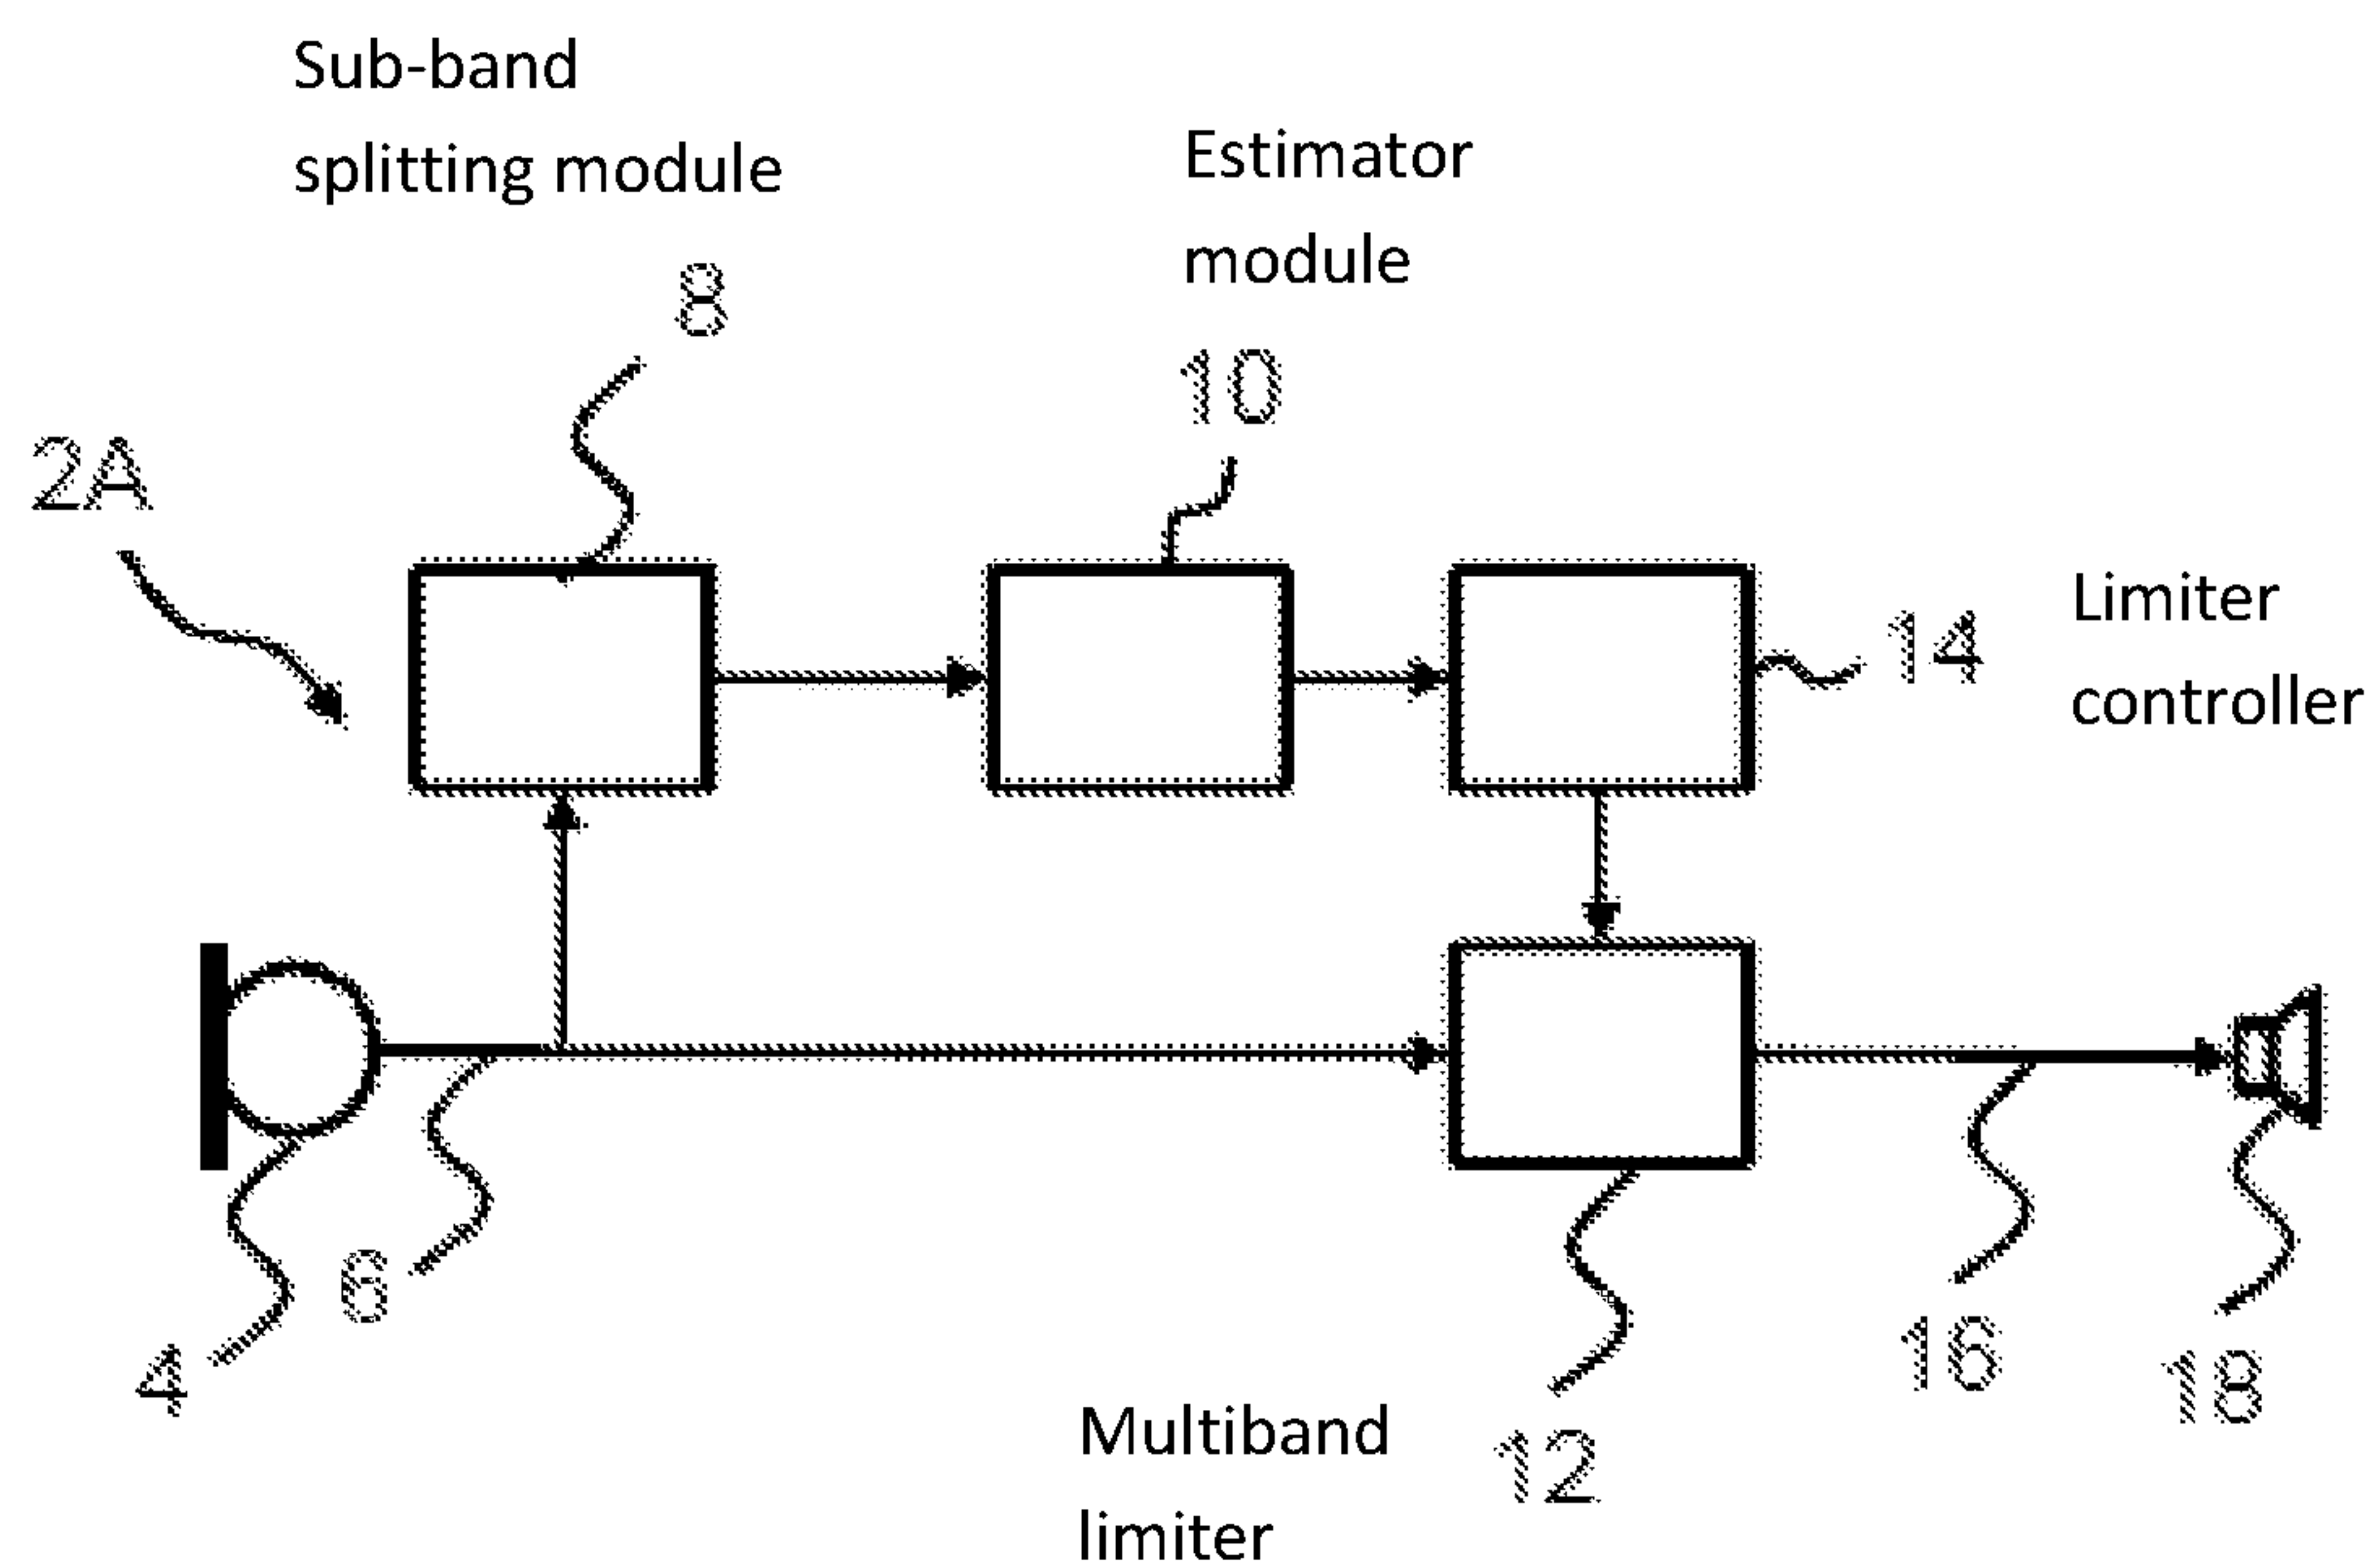 Sub-band
splitting module
Estimator
module
8
10
2A
Limiter
controller
14
6
4
16
18
Multiband
limiter
12